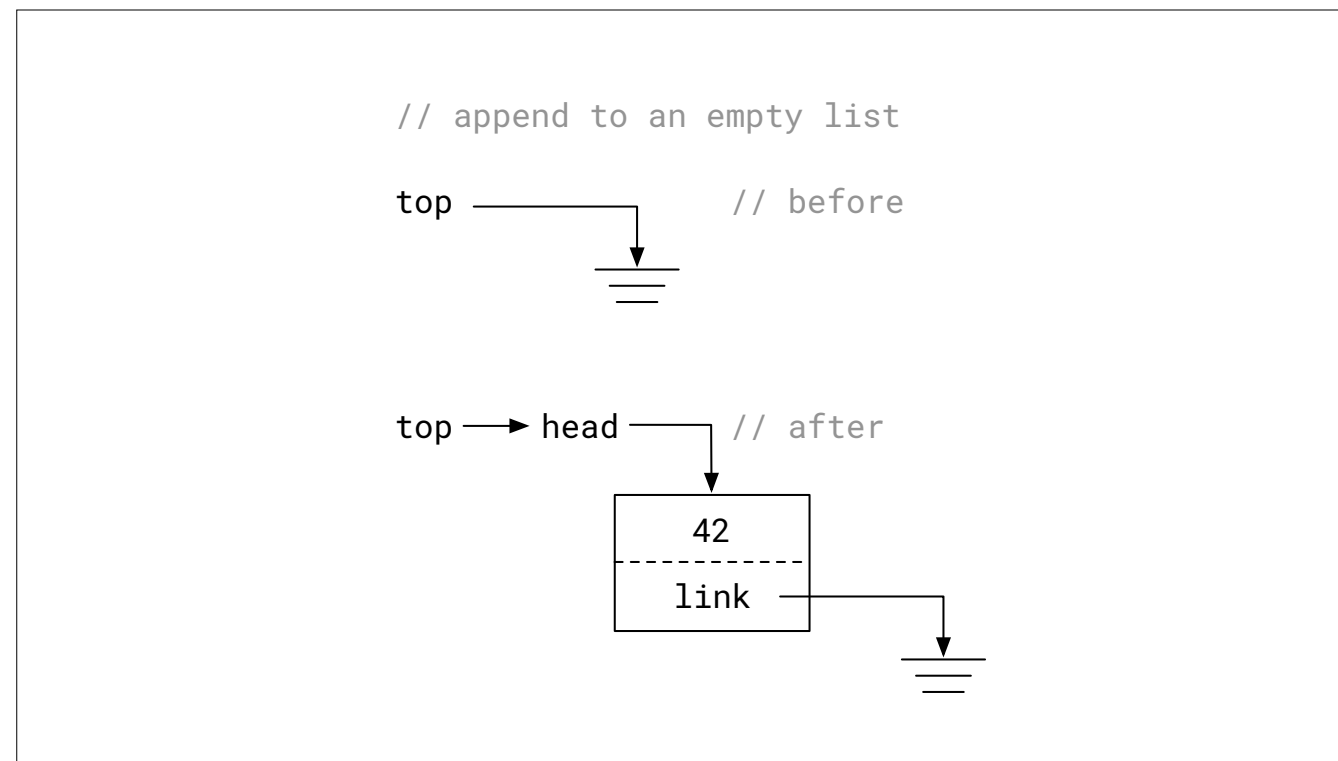 // append to an empty list
top // before
top head // after
42
link